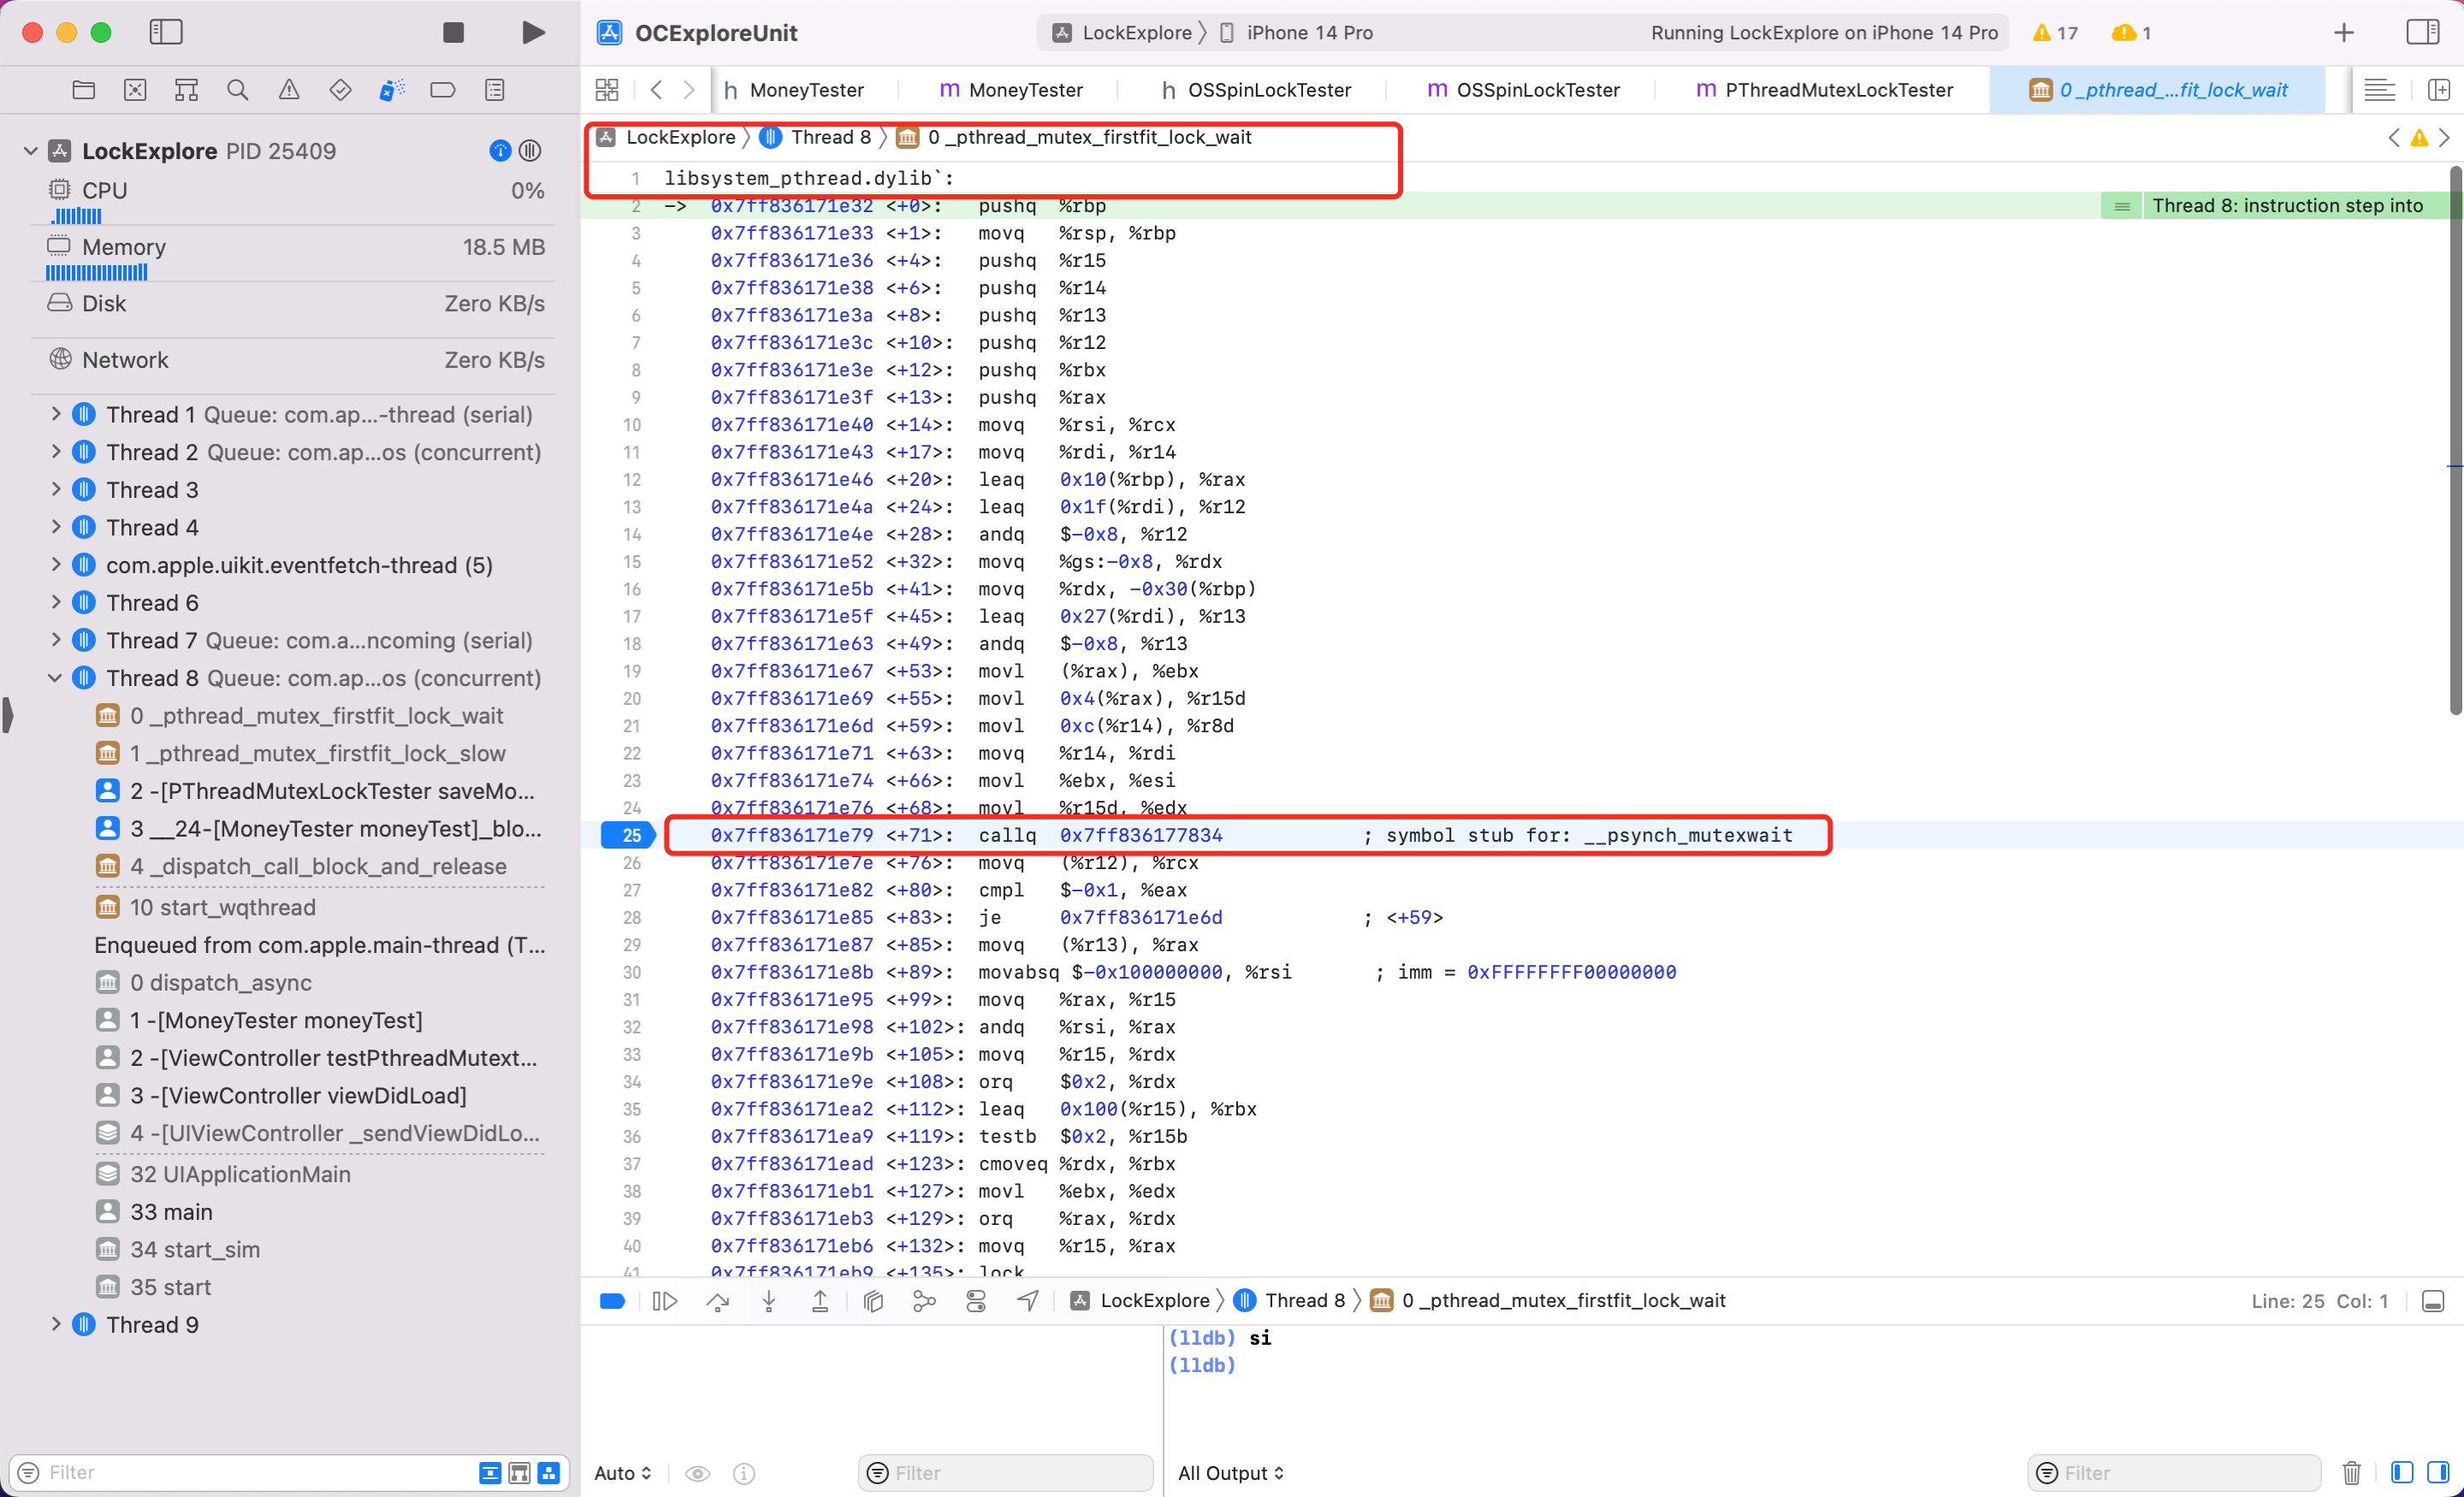 OCExploreUnit
LockExplore 〉 iPhone 14 Pro
Running LockExplore on iPhone 14 Pro
17
1
h MoneyTester
m MoneyTester
h OSSpinLockTester
m OSSpinLockTester
m PThreadMutexLockTester
0 _pthread_...fit_lock_wait
LockExplore PID 25409
CPU 0%
Memory 18.5 MB
Disk Zero KB/s
Network Zero KB/s
Thread 1 Queue: com.ap...-thread (serial)
Thread 2 Queue: com.ap...os (concurrent)
Thread 3
Thread 4
com.apple.uikit.eventfetch-thread (5)
Thread 6
Thread 7 Queue: com.a...ncoming (serial)
Thread 8 Queue: com.ap...os (concurrent)
0 _pthread_mutex_firstfit_lock_wait
1 _pthread_mutex_firstfit_lock_slow
2 -[PThreadMutexLockTester saveMo...
3 __24-[MoneyTester moneyTest]_blo...
4 _dispatch_call_block_and_release
10 start_wqthread
Enqueued from com.apple.main-thread (T...
0 dispatch_async
1 -[MoneyTester moneyTest]
2 -[ViewController testPthreadMutext...
3 -[ViewController viewDidLoad]
4 -[UIViewController _sendViewDidLo...
32 UIApplicationMain
33 main
34 start_sim
35 start
Thread 9
Filter
LockExplore 〉 Thread 8 〉 0 _pthread_mutex_firstfit_lock_wait
1 libsystem_pthread.dylib`:
2 -> 0x7ff836171e32 <+0>: pushq %rbp
Thread 8: instruction step into
3 0x7ff836171e33 <+1>: movq %rsp, %rbp
4 0x7ff836171e36 <+4>: pushq %r15
5 0x7ff836171e38 <+6>: pushq %r14
6 0x7ff836171e3a <+8>: pushq %r13
7 0x7ff836171e3c <+10>: pushq %r12
8 0x7ff836171e3e <+12>: pushq %rbx
9 0x7ff836171e3f <+13>: pushq %rax
10 0x7ff836171e40 <+14>: movq %rsi, %rcx
11 0x7ff836171e43 <+17>: movq %rdi, %r14
12 0x7ff836171e46 <+20>: leaq 0x10(%rbp), %rax
13 0x7ff836171e4a <+24>: leaq 0x1f(%rdi), %r12
14 0x7ff836171e4e <+28>: andq $-0x8, %r12
15 0x7ff836171e52 <+32>: movq %gs:-0x8, %rdx
16 0x7ff836171e5b <+41>: movq %rdx, -0x30(%rbp)
17 0x7ff836171e5f <+45>: leaq 0x27(%rdi), %r13
18 0x7ff836171e63 <+49>: andq $-0x8, %r13
19 0x7ff836171e67 <+53>: movl (%rax), %ebx
20 0x7ff836171e69 <+55>: movl 0x4(%rax), %r15d
21 0x7ff836171e6d <+59>: movl 0xc(%r14), %r8d
22 0x7ff836171e71 <+63>: movq %r14, %rdi
23 0x7ff836171e74 <+66>: movl %ebx, %esi
24 0x7ff836171e76 <+68>: movl %r15d, %edx
25 0x7ff836171e79 <+71>: callq 0x7ff836177834 ; symbol stub for: __psynch_mutexwait
26 0x7ff836171e7e <+76>: movq (%r12), %rcx
27 0x7ff836171e82 <+80>: cmpl $-0x1, %eax
28 0x7ff836171e85 <+83>: je 0x7ff836171e6d ; <+59>
29 0x7ff836171e87 <+85>: movq (%r13), %rax
30 0x7ff836171e8b <+89>: movabsq $-0x100000000, %rsi ; imm = 0xFFFFFFFF00000000
31 0x7ff836171e95 <+99>: movq %rax, %r15
32 0x7ff836171e98 <+102>: andq %rsi, %rax
33 0x7ff836171e9b <+105>: movq %r15, %rdx
34 0x7ff836171e9e <+108>: orq $0x2, %rdx
35 0x7ff836171ea2 <+112>: leaq 0x100(%r15), %rbx
36 0x7ff836171ea9 <+119>: testb $0x2, %r15b
37 0x7ff836171ead <+123>: cmoveq %rdx, %rbx
38 0x7ff836171eb1 <+127>: movl %ebx, %edx
39 0x7ff836171eb3 <+129>: orq %rax, %rdx
40 0x7ff836171eb6 <+132>: movq %r15, %rax
41 0x7ff836171eb9 <+135>: lock
LockExplore 〉 Thread 8 〉 0 _pthread_mutex_firstfit_lock_wait
Line: 25 Col: 1
(lldb) si
(lldb)
Auto
Filter
All Output
Filter